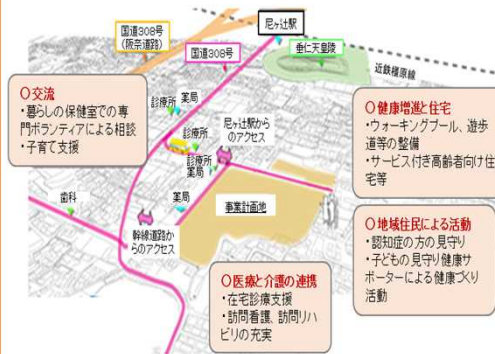 国道308号
(阪奈道路)
国道308号
尼ヶ辻駅
垂仁天皇陵
近鉄橿原線
○交流
・暮らしの保健室での専
門ボランティアによる相談
・子育て支援
診療所
薬局
診療所
尼ヶ辻駅から
のアクセス
診療所
薬局
薬局
歯科
幹線道路か
らのアクセス
事業計画地
○健康増進と住宅
・ウォーキングプール、遊歩
道等の整備
・サービス付き高齢者向け住
宅等
○地域住民による活動
・認知症の方の見守り
・子どもの見守り健康サ
ポーターによる健康づくり
活動
○医療と介護の連携
・在宅診療支援
・訪問看護、訪問リハ
ビリの充実